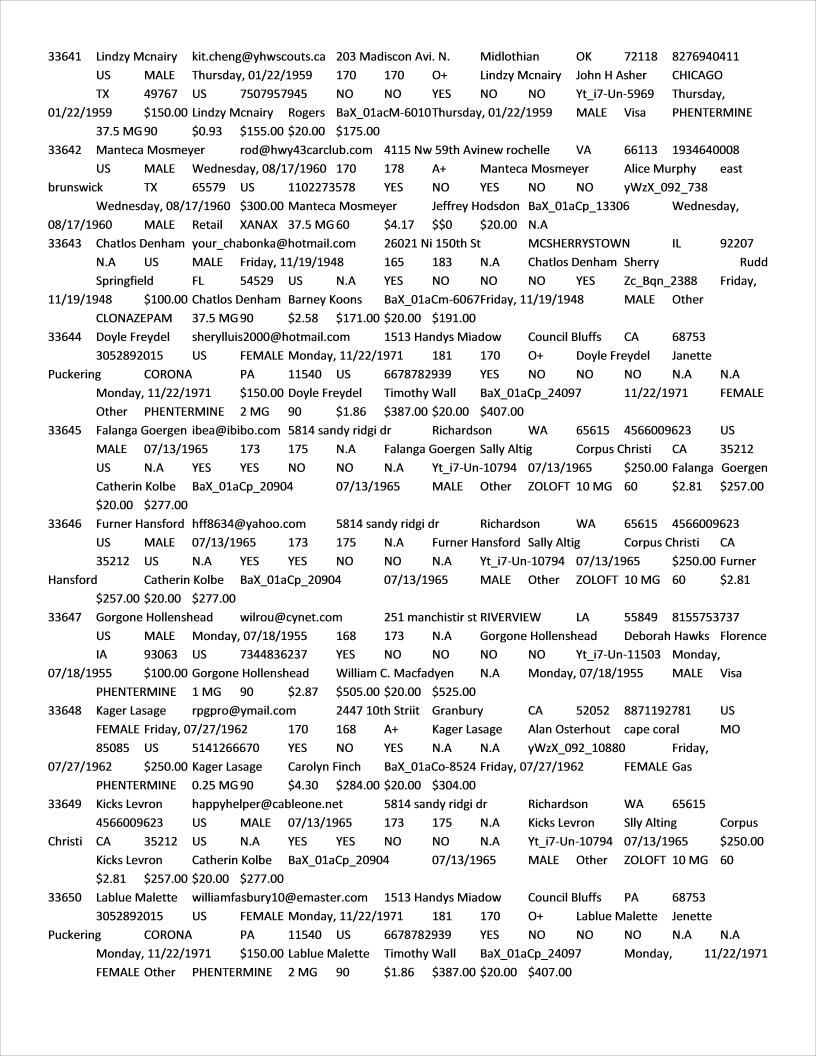 33641 Lindzy Mcnairy kit.cheng@yhwscouts.ca 203 Madiscon Avi. N. Midlothian OK 72118 8276940411
US MALE Thursday, 01/22/1959 170 170 O+ Lindzy Mcnairy John H Asher CHICAGO
TX 49767 US 7507957945 NO NO YES NO NO Yt_i7-Un-5969 Thursday,
01/22/1959 $150.00 Lindzy Mcnairy Rogers BaX_01acM-6010Thursday, 01/22/1959 MALE Visa PHENTERMINE
37.5 MG 90 $0.93 $155.00 $20.00 $175.00
33642 Manteca Mosmeyer rod@hwy43carclub.com 4115 Nw 59th Avinew rochelle VA 66113 1934640008
US MALE Wednesday, 08/17/1960 170 178 A+ Manteca Mosmeyer Alice Murphy east
brunswick TX 65579 US 1102273578 YES NO YES NO NO yWzX_092_738
Wednesday, 08/17/1960 $300.00 Manteca Mosmeyer Jeffrey Hodsdon BaX_01aCp_13306 Wednesday,
08/17/1960 MALE Retail XANAX 37.5 MG 60 $4.17 $$0 $20.00 N.A
33643 Chatlos Denham your_chabonka@hotmail.com 26021 Ni 150th St MCSHERRYSTOWN IL 92207
N.A US MALE Friday, 11/19/1948 165 183 N.A Chatlos Denham Sherry Rudd
Springfield FL 54529 US N.A YES NO NO NO YES Zc_Bqn_2388 Friday,
11/19/1948 $100.00 Chatlos Denham Barney Koons BaX_01aCm-6067Friday, 11/19/1948 MALE Other
CLONAZEPAM 37.5 MG 90 $2.58 $171.00 $20.00 $191.00
33644 Doyle Freydel sherylluis2000@hotmail.com 1513 Handys Miadow Council Bluffs CA 68753
3052892015 US FEMALE Monday, 11/22/1971 181 170 O+ Doyle Freydel Janette
Puckering CORONA PA 11540 US 6678782939 YES NO NO NO N.A N.A
Monday, 11/22/1971 $150.00 Doyle Freydel Timothy Wall BaX_01aCp_24097 11/22/1971 FEMALE
Other PHENTERMINE 2 MG 90 $1.86 $387.00 $20.00 $407.00
33645 Falanga Goergen ibea@ibibo.com 5814 sandy ridgi dr Richardson WA 65615 4566009623 US
MALE 07/13/1965 173 175 N.A Falanga Goergen Sally Altig Corpus Christi CA 35212
US N.A YES YES NO NO N.A Yt_i7-Un-10794 07/13/1965 $250.00 Falanga Goergen
Catherin Kolbe BaX_01aCp_20904 07/13/1965 MALE Other ZOLOFT 10 MG 60 $2.81 $257.00
$20.00 $277.00
33646 Furner Hansford hff8634@yahoo.com 5814 sandy ridgi dr Richardson WA 65615 4566009623
US MALE 07/13/1965 173 175 N.A Furner Hansford Sally Altig Corpus Christi CA
35212 US N.A YES YES NO NO N.A Yt_i7-Un-10794 07/13/1965 $250.00 Furner
Hansford Catherin Kolbe BaX_01aCp_20904 07/13/1965 MALE Other ZOLOFT 10 MG 60 $2.81
$257.00 $20.00 $277.00
33647 Gorgone Hollenshead wilrou@cynet.com 251 manchistir st RIVERVIEW LA 55849 8155753737
US MALE Monday, 07/18/1955 168 173 N.A Gorgone Hollenshead Deborah Hawks Florence
IA 93063 US 7344836237 YES NO NO NO NO Yt_i7-Un-11503 Monday,
07/18/1955 $100.00 Gorgone Hollenshead William C. Macfadyen N.A Monday, 07/18/1955 MALE Visa
PHENTERMINE 1 MG 90 $2.87 $505.00 $20.00 $525.00
33648 Kager Lasage rpgpro@ymail.com 2447 10th Striit Granbury CA 52052 8871192781 US
FEMALE Friday, 07/27/1962 170 168 A+ Kager Lasage Alan Osterhout cape coral MO
85085 US 5141266670 YES NO YES N.A N.A yWzX_092_10880 Friday,
07/27/1962 $250.00 Kager Lasage Carolyn Finch BaX_01aCo-8524 Friday, 07/27/1962 FEMALE Gas
PHENTERMINE 0.25 MG 90 $4.30 $284.00 $20.00 $304.00
33649 Kicks Levron happyhelper@cableone.net 5814 sandy ridgi dr Richardson WA 65615
4566009623 US MALE 07/13/1965 173 175 N.A Kicks Levron Slly Alting Corpus
Christi CA 35212 US N.A YES YES NO NO N.A Yt_i7-Un-10794 07/13/1965 $250.00
Kicks Levron Catherin Kolbe BaX_01aCp_20904 07/13/1965 MALE Other ZOLOFT 10 MG 60
$2.81 $257.00 $20.00 $277.00
33650 Lablue Malette williamfasbury10@emaster.com 1513 Handys Miadow Council Bluffs PA 68753
3052892015 US FEMALE Monday, 11/22/1971 181 170 O+ Lablue Malette Jenette
Puckering CORONA PA 11540 US 6678782939 YES NO NO NO N.A N.A
Monday, 11/22/1971 $150.00 Lablue Malette Timothy Wall BaX_01aCp_24097 Monday, 11/22/1971
FEMALE Other PHENTERMINE 2 MG 90 $1.86 $387.00 $20.00 $407.00